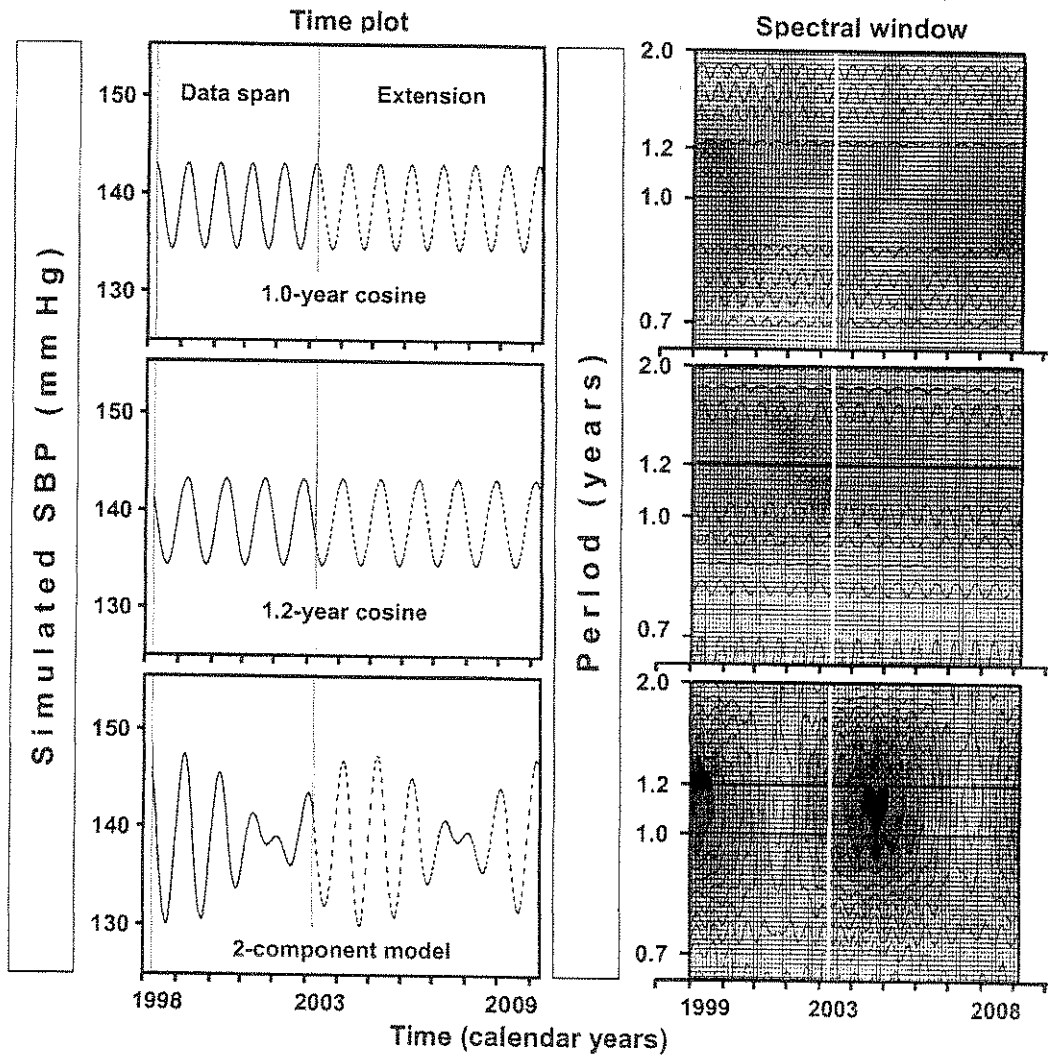 Time plot
Spectral window
Simulated SBP (mm Hg)
150
140
130
Data span
Extension
1.0-year cosine
150
140
130
1.2-year cosine
150
140
130
2-component model
1998
2003
2009
Period (years)
2.0
1.2
1.0
0.7
2.0
1.2
1.0
0.7
2.0
1.2
1.0
0.7
1999
2003
2008
Time (calendar years)